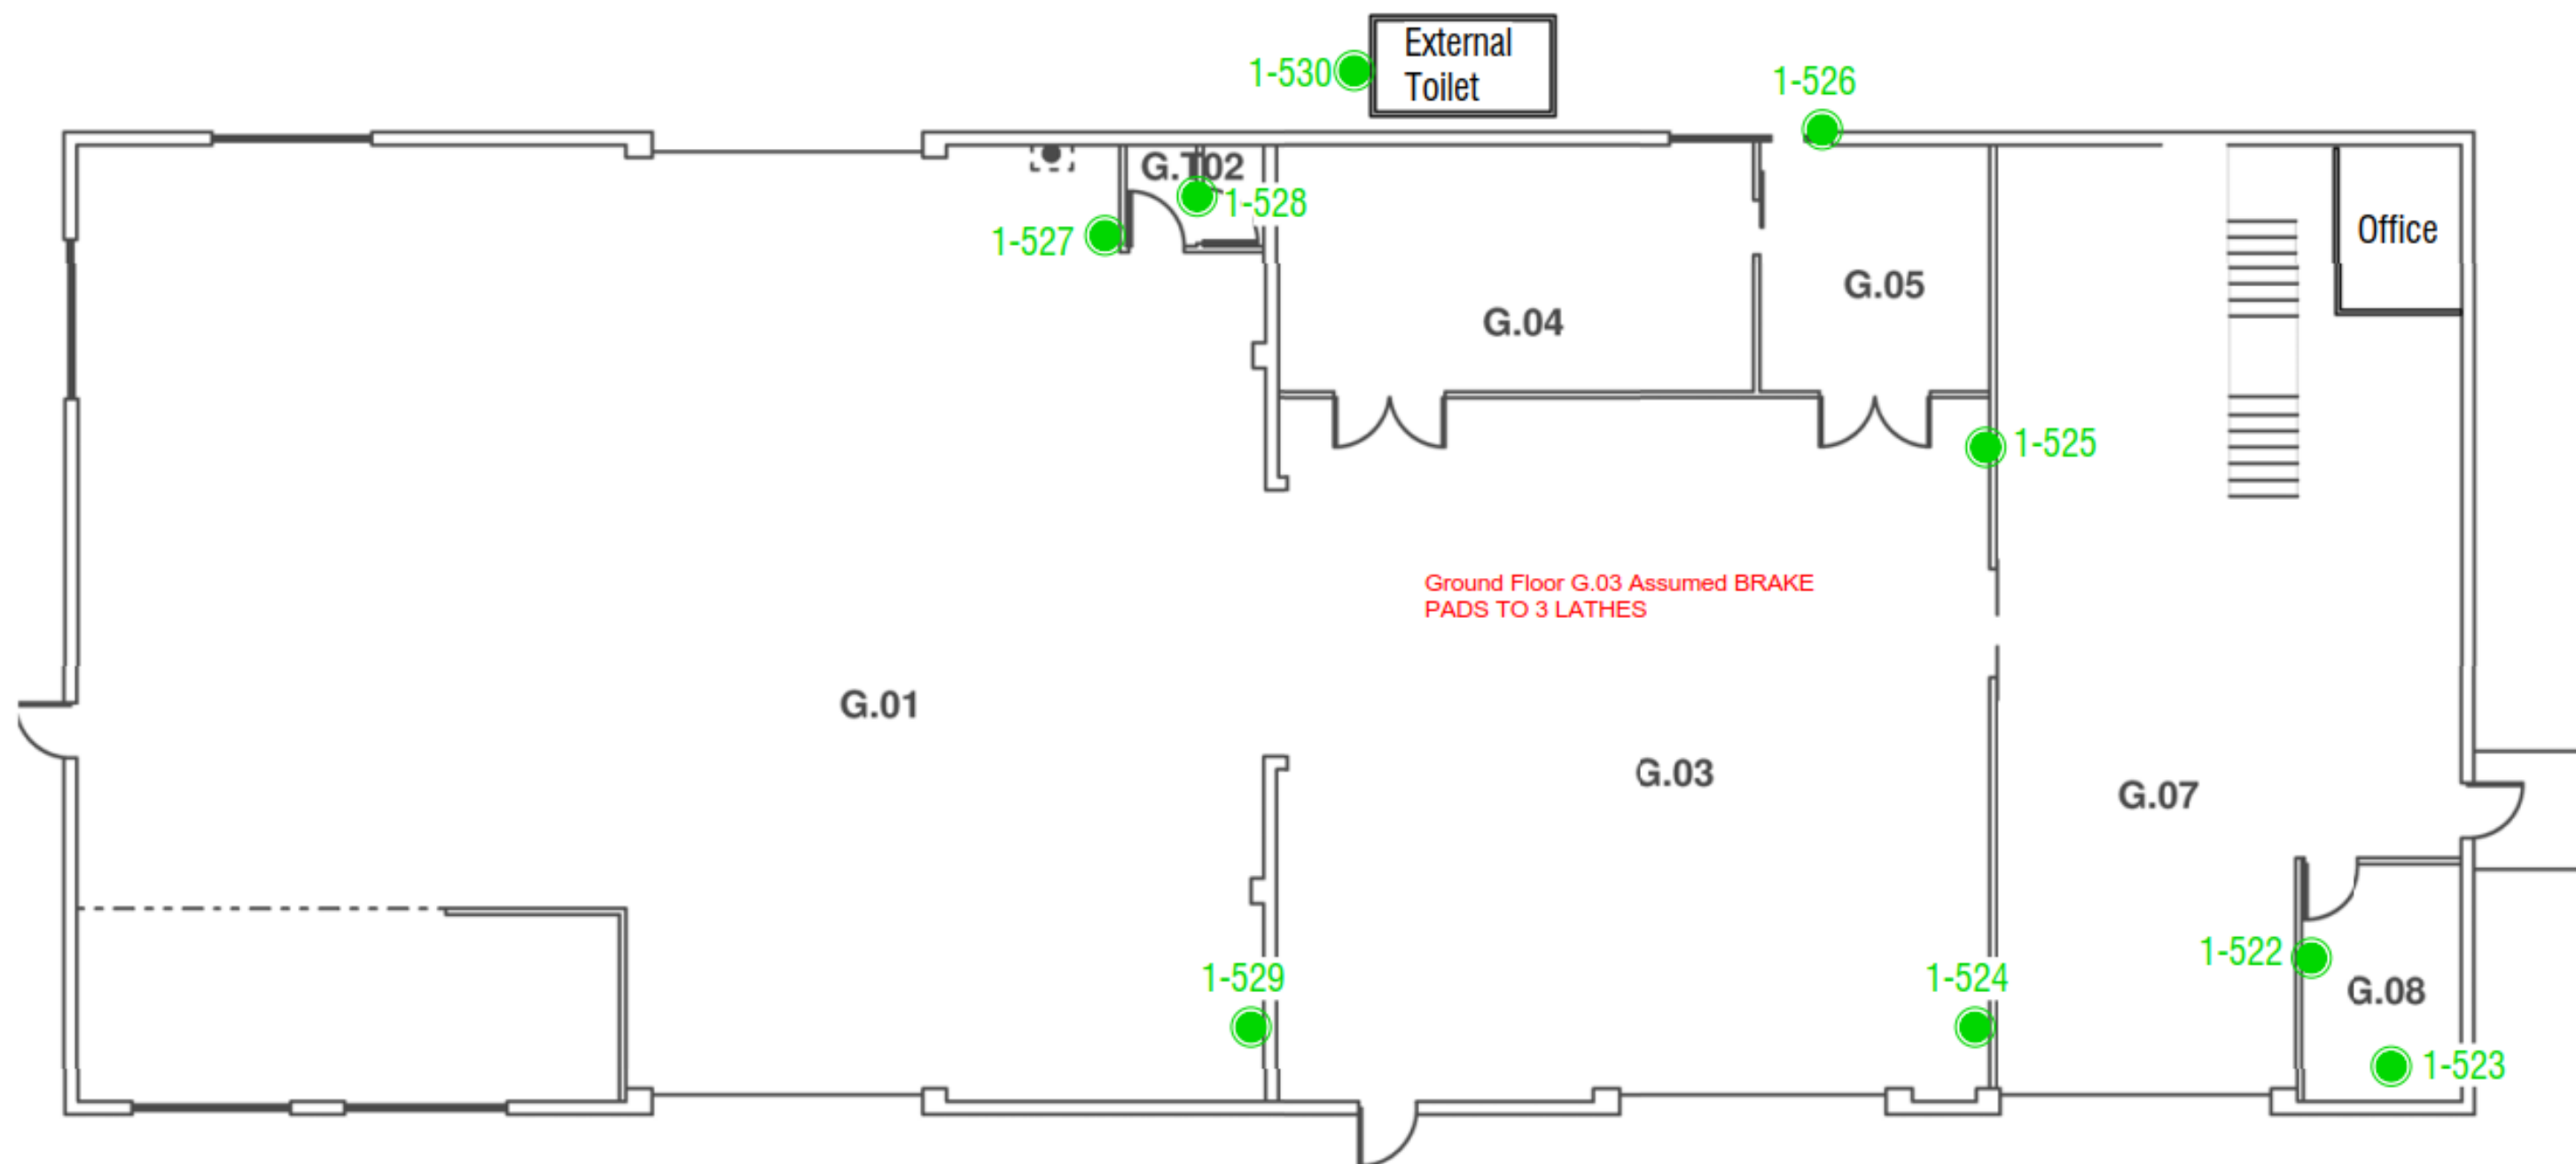 External
Toilet
1-530
1-526
G.T02
1-528
1-527
Office
G.05
G.04
1-525
Ground Floor G.03 Assumed BRAKE
PADS TO 3 LATHES
G.01
G.03
G.07
1-529
1-524
1-522
G.08
1-523